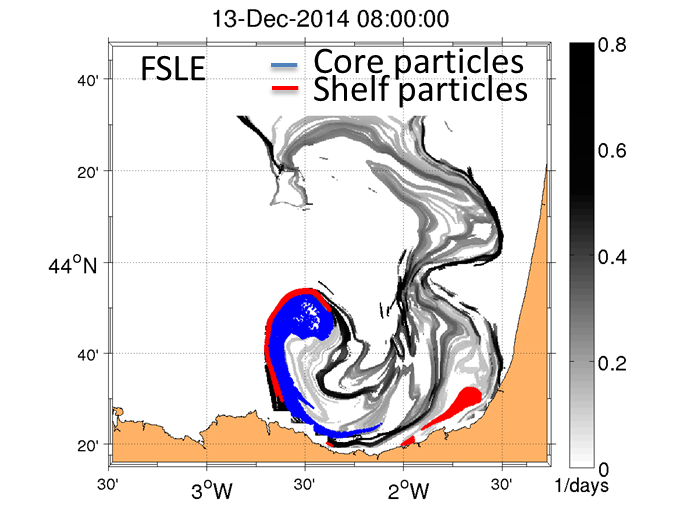 13-Dec-2014 08:00:00
FSLE
Core particles
Shelf particles
40'
20'
44°N
40'
20'
30'
3°W
30'
2°W
30'
0.8
0.6
0.4
0.2
0
1/days